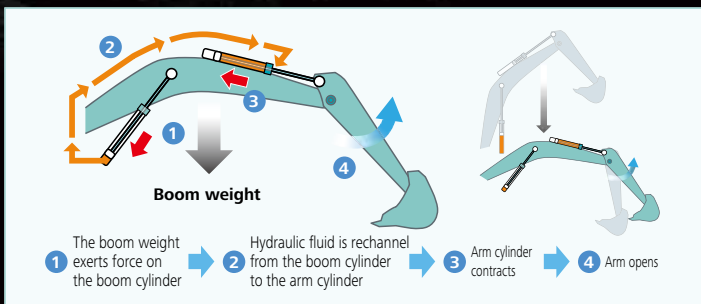 2
3
1
4
Boom weight
1 The boom weight
exerts force on
the boom cylinder
2 Hydraulic fluid is rechannel
from the boom cylinder
to the arm cylinder
3 Arm cylinder
contracts
4 Arm opens